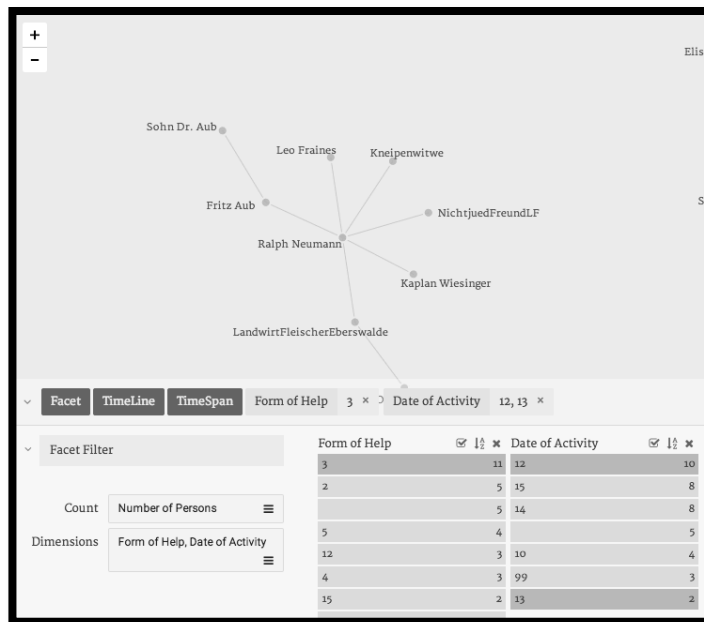 +
Elis
-
Sohn Dr. Aub
Leo Fraines
Kneipenwitwe
S
Fritz Aub
NichtjuedFreundLF
Ralph Neumann
Kaplan Wiesinger
LandwirtFleischerEberswalde
Facet TimeLine TimeSpan Form of Help 3 × Date of Activity 12, 13 ×
Facet Filter
Form of Help
Date of Activity
3 11 12 10
2 5 15 8
5 14 8
5 4 5
12 3 10 4
4 3 99 3
15 2 13 2
Count Number of Persons
Dimensions Form of Help, Date of Activity